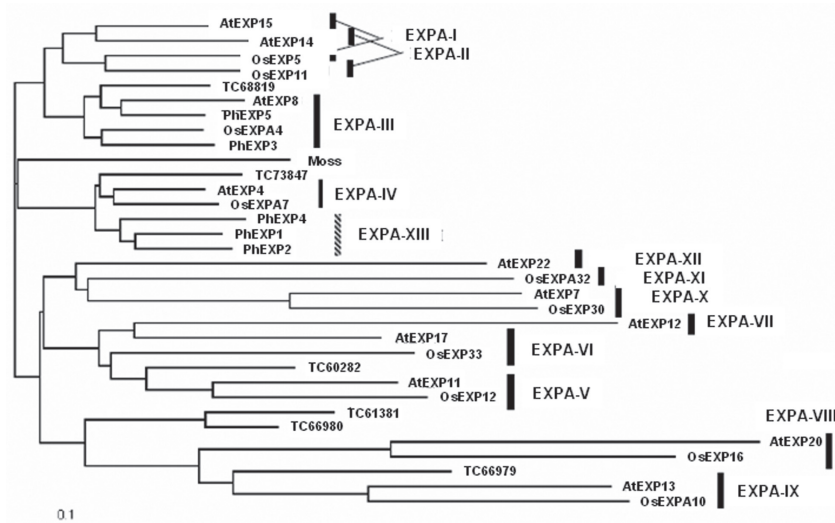 AtEXP15
EXPA-I
AtEXP14
EXPA-II
OsEXP5
OsEXP11
TC68819
AtEXP8
PhEXP5
EXPA-III
OsEXPA4
PhEXP3
Moss
TC73847
AtEXP4
EXPA-IV
OsEXPA7
PhEXP4
PhEXP1
EXPA-XIII
PhEXP2
AtEXP22
EXPA-XII
OsEXPA32
EXPA-XI
AtEXP7
EXPA-X
OsEXP30
AtEXP12
EXPA-VII
AtEXP17
EXPA-VI
OsEXP33
TC60282
AtEXP11
EXPA-V
OsEXP12
TC61381
EXPA-VIII
TC66980
AtEXP20
OsEXP16
TC66979
AtEXP13
EXPA-IX
OsEXPA10
0.1